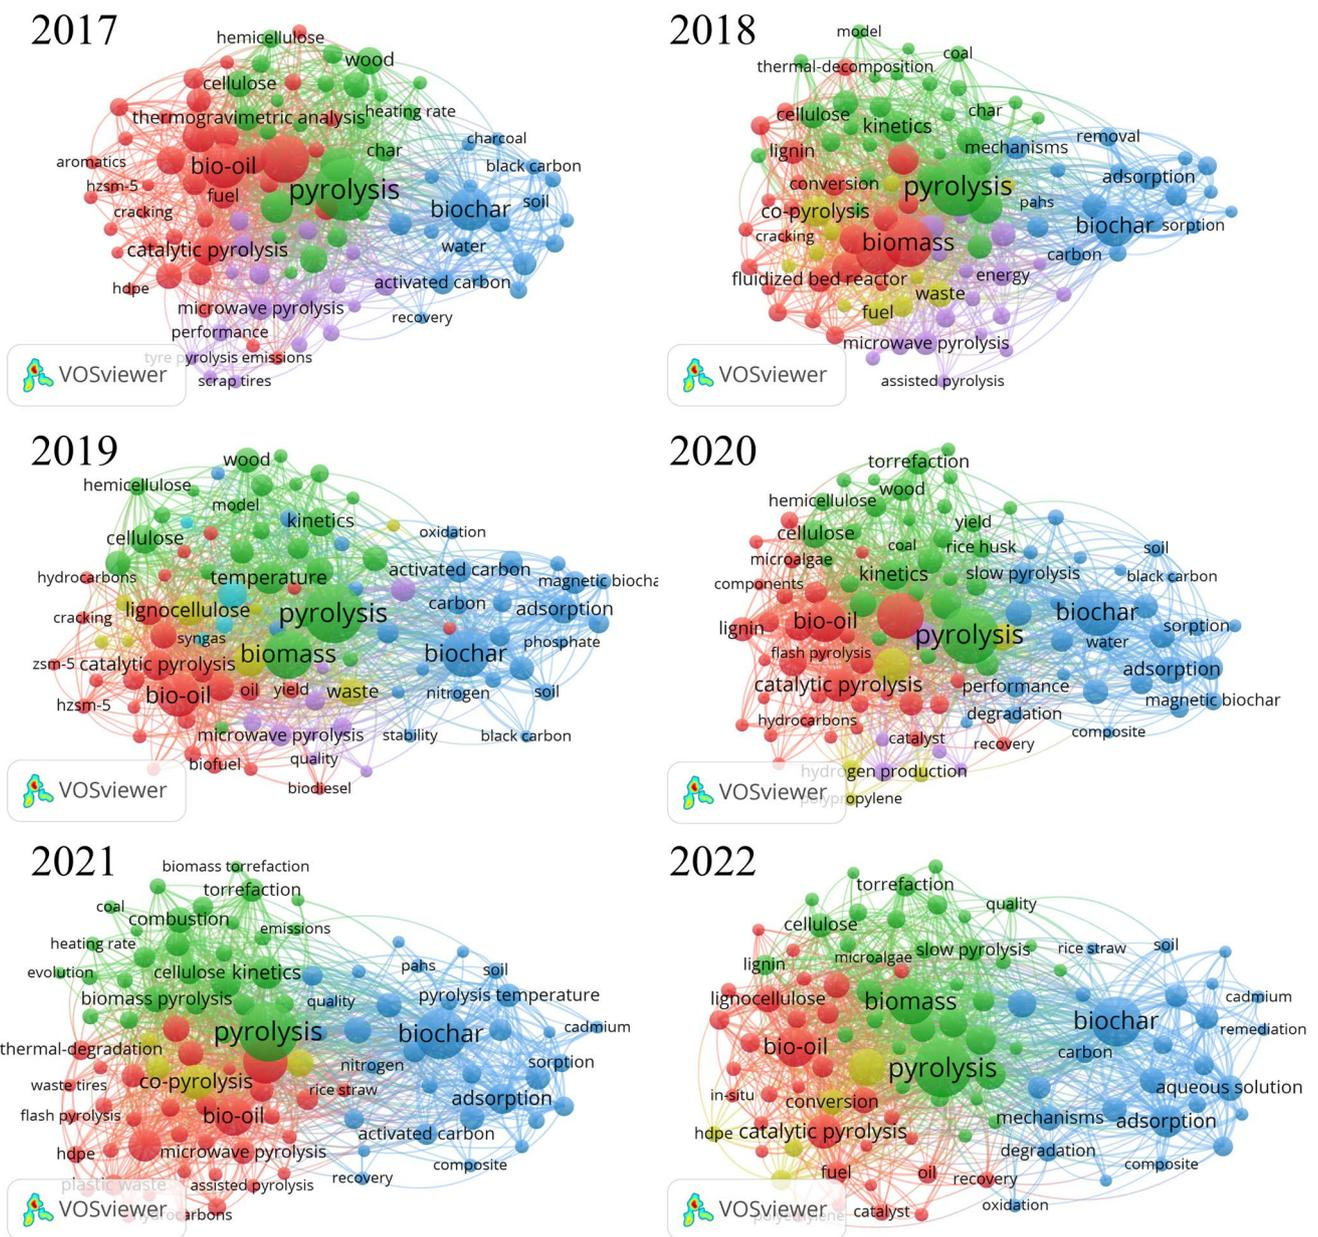 2017
hemicellulose
wood
cellulose
thermogravimetric analysis
heating rate
charcoal
aromatics
bio-oil
char
black carbon
hzsm-5
fuel
pyrolysis
cracking
biochar
soil
catalytic pyrolysis
water
hdpe
activated carbon
microwave pyrolysis
recovery
performance
tyre pyrolysis emissions
scrap tires
VOSviewer
2018
model
coal
thermal-decomposition
cellulose
char
kinetics
removal
lignin
mechanisms
conversion
pyrolysis
adsorption
co-pyrolysis
pahs
cracking
biomass
biochar
sorption
carbon
fluidized bed reactor
energy
waste
fuel
microwave pyrolysis
assisted pyrolysis
VOSviewer
2019
wood
hemicellulose
model
kinetics
cellulose
oxidation
hydrocarbons
temperature
activated carbon
magnetic biocha
cracking
lignocellulose
pyrolysis
carbon
adsorption
syngas
phosphate
zsm-5
catalytic pyrolysis
biomass
biochar
hzsm-5
bio-oil
oil
yield
waste
nitrogen
soil
microwave pyrolysis
stability
black carbon
biofuel
quality
biodiesel
VOSviewer
2020
torrefaction
hemicellulose
wood
cellulose
yield
microalgae
coal
rice husk
soil
components
kinetics
slow pyrolysis
black carbon
lignin
bio-oil
pyrolysis
biochar
sorption
flash pyrolysis
water
catalytic pyrolysis
performance
adsorption
magnetic biochar
hydrocarbons
degradation
catalyst
recovery
composite
hydrogen production
polypropylene
VOSviewer
2021
biomass torrefaction
torrefaction
coal
combustion
emissions
heating rate
evolution
cellulose
kinetics
pahs
soil
biomass pyrolysis
quality
pyrolysis temperature
pyrolysis
biochar
cadmium
thermal-degradation
nitrogen
sorption
waste tires
co-pyrolysis
rice straw
flash pyrolysis
bio-oil
adsorption
hdpe
microwave pyrolysis
activated carbon
composite
plastic waste
assisted pyrolysis
recovery
hydrocarbons
VOSviewer
2022
torrefaction
quality
cellulose
lignin
microalgae
slow pyrolysis
rice straw
soil
lignocellulose
biomass
cadmium
bio-oil
biochar
remediation
carbon
pyrolysis
in-situ
conversion
aqueous solution
hdpe
catalytic pyrolysis
mechanisms
adsorption
degradation
composite
fuel
oil
recovery
oxidation
catalyst
polyethylene
VOSviewer